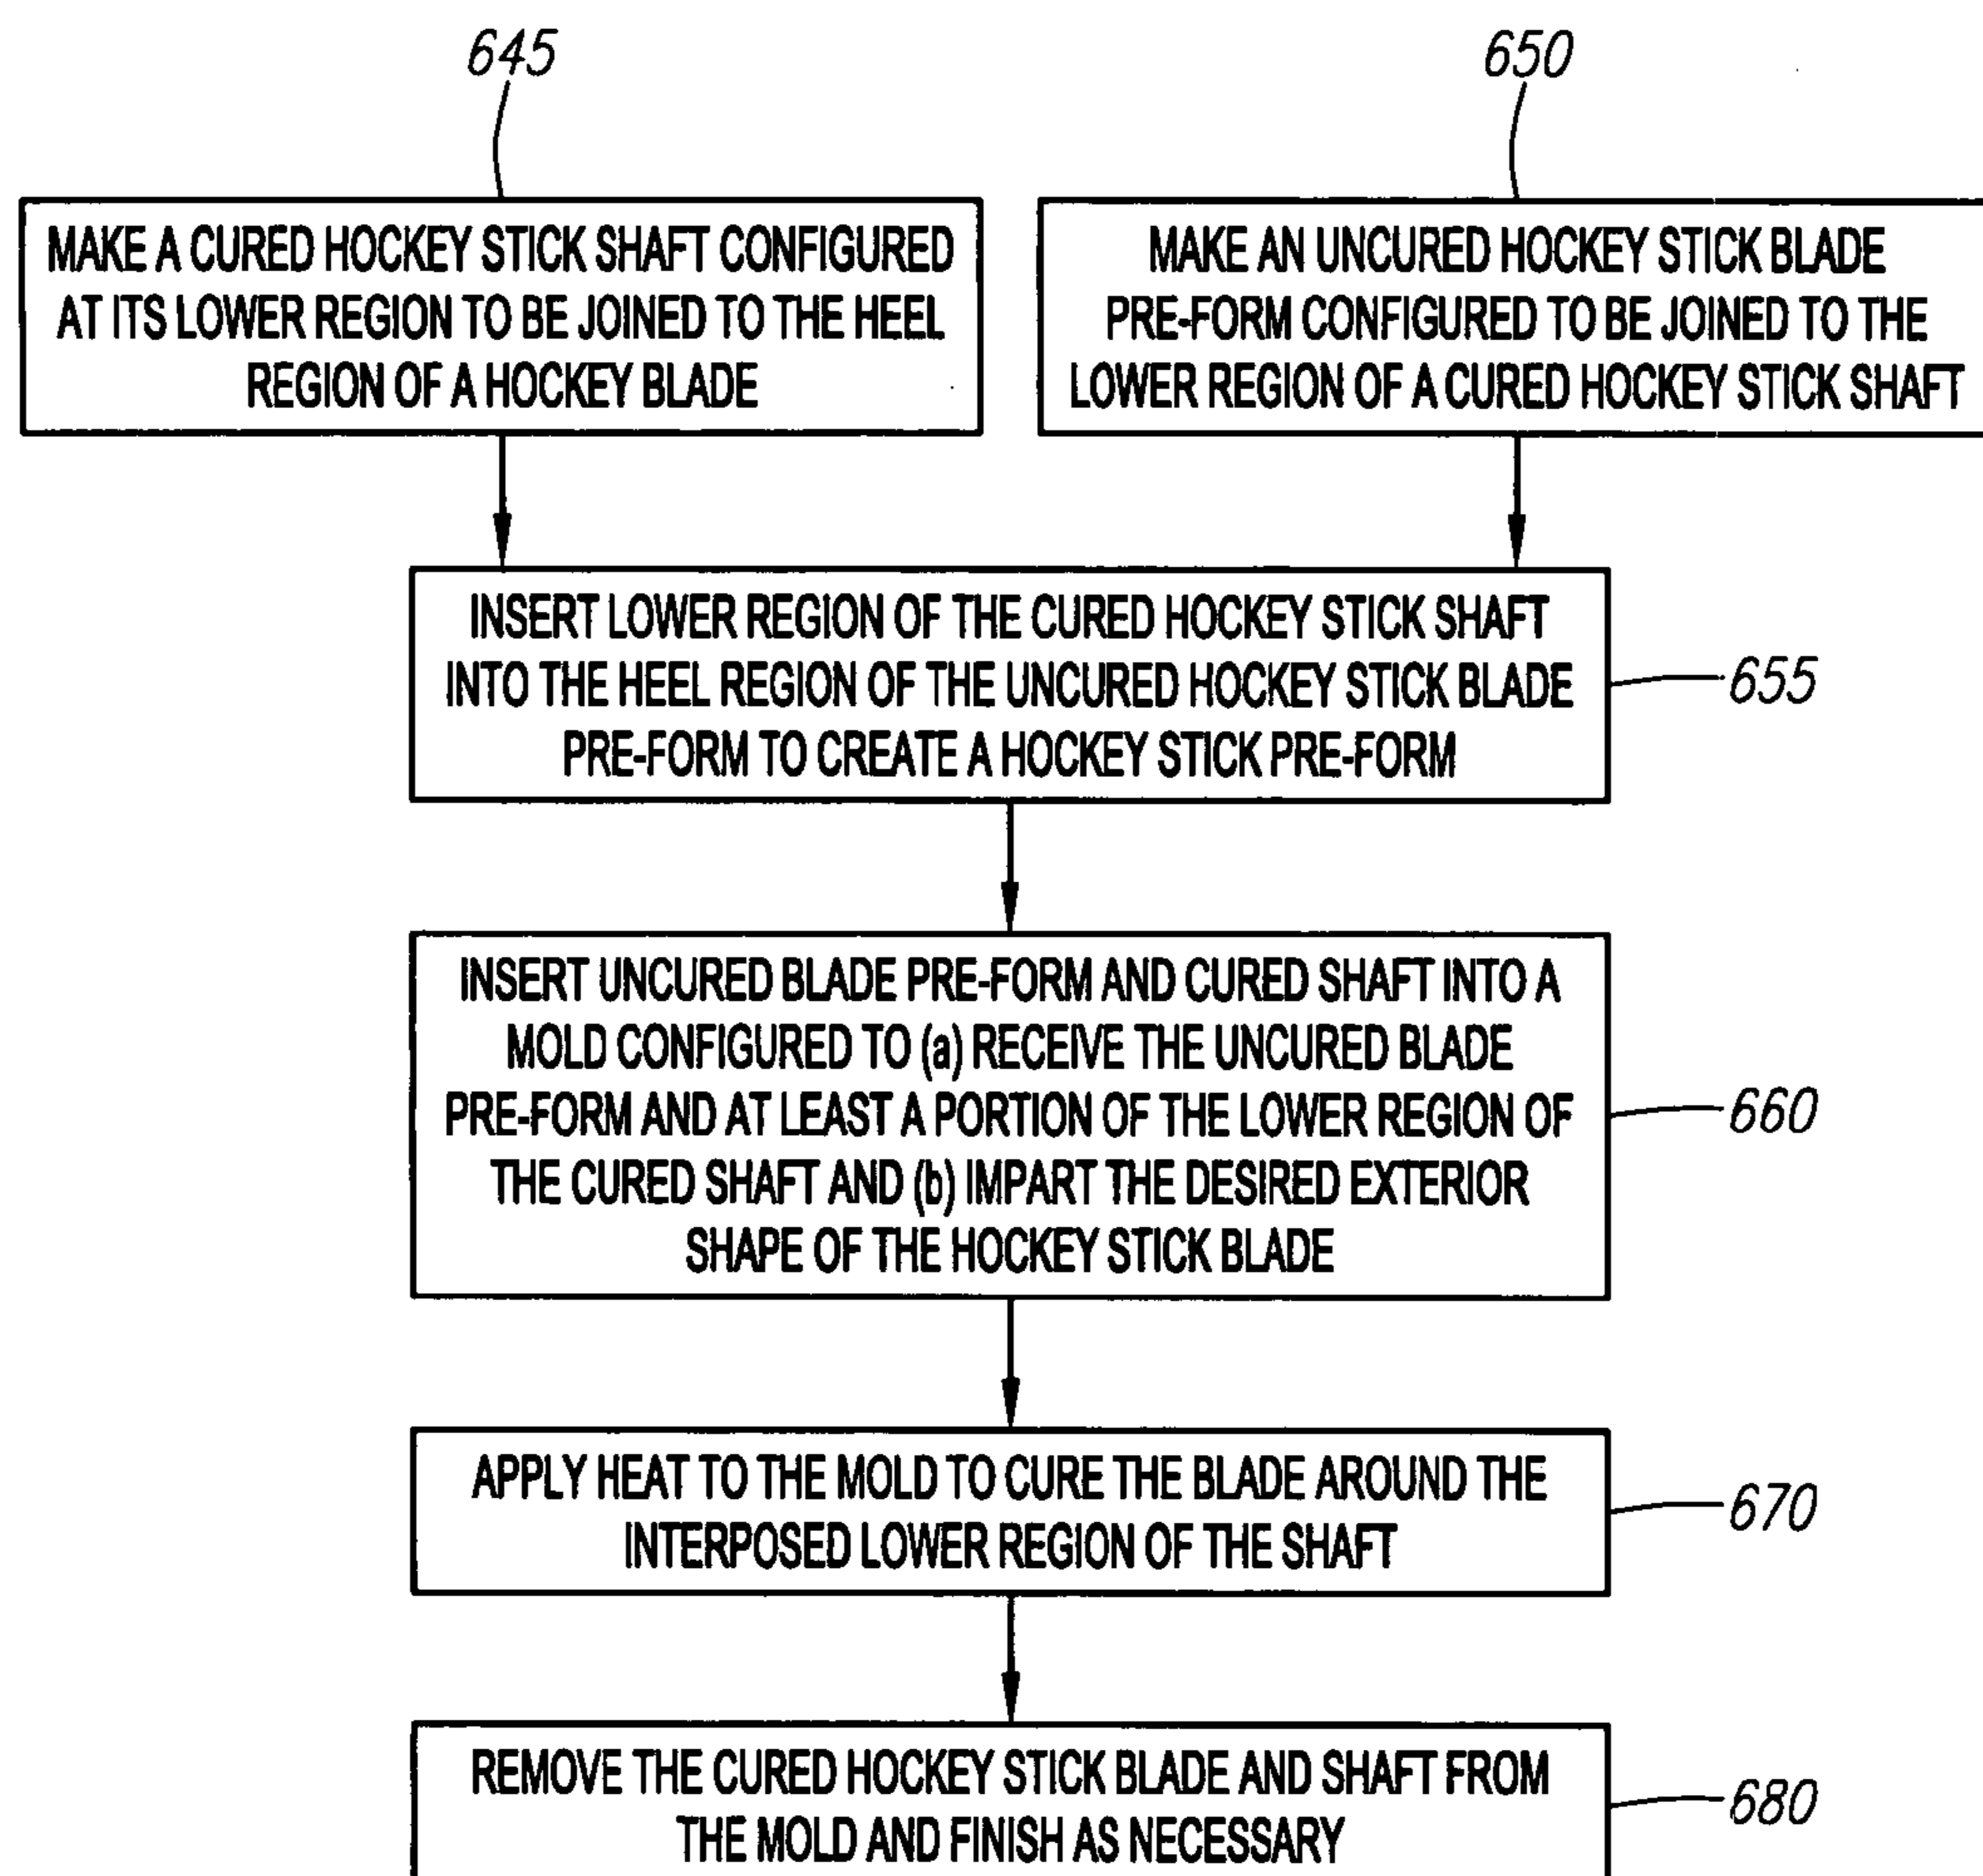 645
650
MAKE A CURED HOCKEY STICK SHAFT CONFIGURED
AT ITS LOWER REGION TO BE JOINED TO THE HEEL
REGION OF A HOCKEY BLADE
MAKE AN UNCURED HOCKEY STICK BLADE
PRE-FORM CONFIGURED TO BE JOINED TO THE
LOWER REGION OF A CURED HOCKEY STICK SHAFT
INSERT LOWER REGION OF THE CURED HOCKEY STICK SHAFT
INTO THE HEEL REGION OF THE UNCURED HOCKEY STICK BLADE
PRE-FORM TO CREATE A HOCKEY STICK PRE-FORM
655
INSERT UNCURED BLADE PRE-FORM AND CURED SHAFT INTO A
MOLD CONFIGURED TO (a) RECEIVE THE UNCURED BLADE
PRE-FORM AND AT LEAST A PORTION OF THE LOWER REGION OF
THE CURED SHAFT AND (b) IMPART THE DESIRED EXTERIOR
SHAPE OF THE HOCKEY STICK BLADE
660
APPLY HEAT TO THE MOLD TO CURE THE BLADE AROUND THE
INTERPOSED LOWER REGION OF THE SHAFT
670
REMOVE THE CURED HOCKEY STICK BLADE AND SHAFT FROM
THE MOLD AND FINISH AS NECESSARY
680